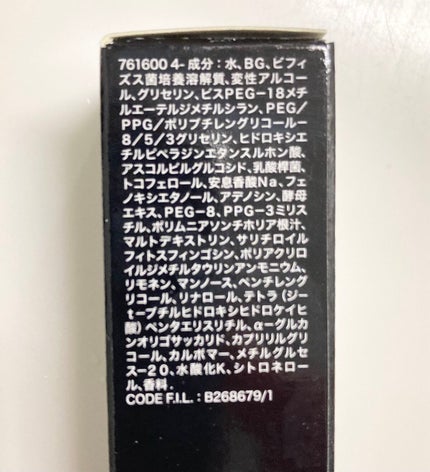 761600 4- 成分：水、BG、ビフィ
ズス菌培養溶解質、変性アルコー
ル、グリセリン、ビスPEG-18メチ
ルエーテルジメチルシラン、PEG/
PPG/ポリブチレングリコール-
8/5/3グリセリン、ヒドロキシエ
チルピペラジンエタンスルホン酸、
アスコルビルグルコシド、乳酸桿菌、
トコフェロール、安息香酸Na、フェ
ノキシエタノール、アデノシン、酵母
エキス、PEG-8、PPG-3ミリス
チル、ポリムニアソンチホリア根汁、
マルトデキストリン、サリチロイル
フィトスフィンゴシン、ポリアクリロ
イルジメチルタウリンアンモニウム、
リモネン、マンノース、ペンチレング
リコール、リナロール、テトラ（ジー
t-ブチルヒドロキシヒドロケイヒ
酸）ペンタエリスリチル、α-グルカ
ンオリゴサッカリド、カプリリルグリ
コール、カルボマー、メチルグルセ
ス-20、水酸化K、シトロネロー
ル、香料 .
CODE F.I.L. : B268679/1